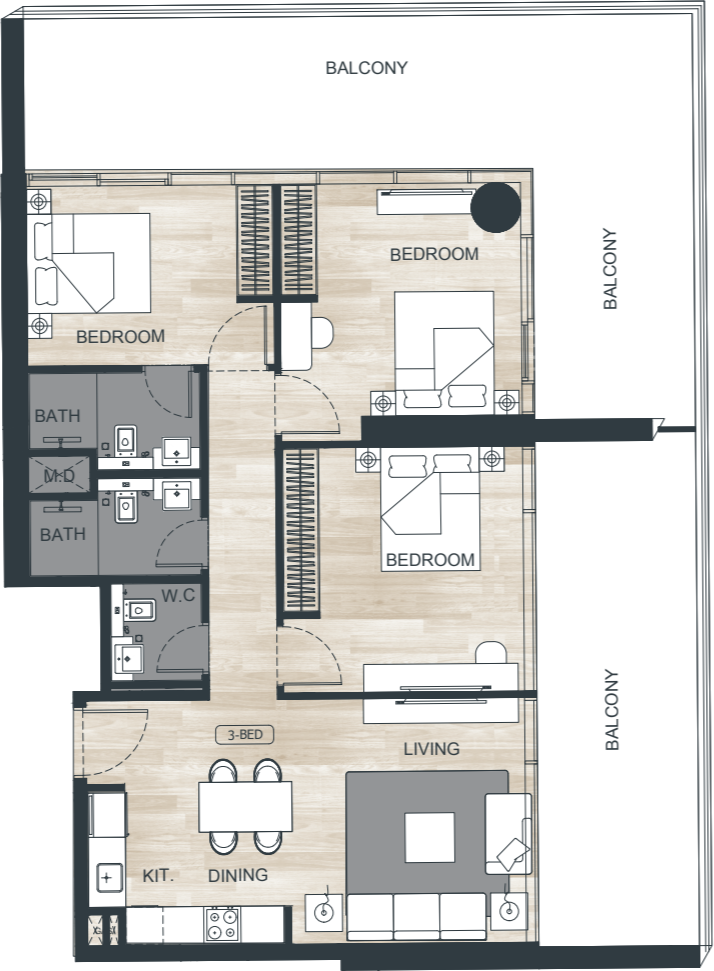 BALCONY
BEDROOM
BALCONY
BEDROOM
BATH
M.D
BATH
BEDROOM
W.C
3-BED
LIVING
BALCONY
KIT.
DINING